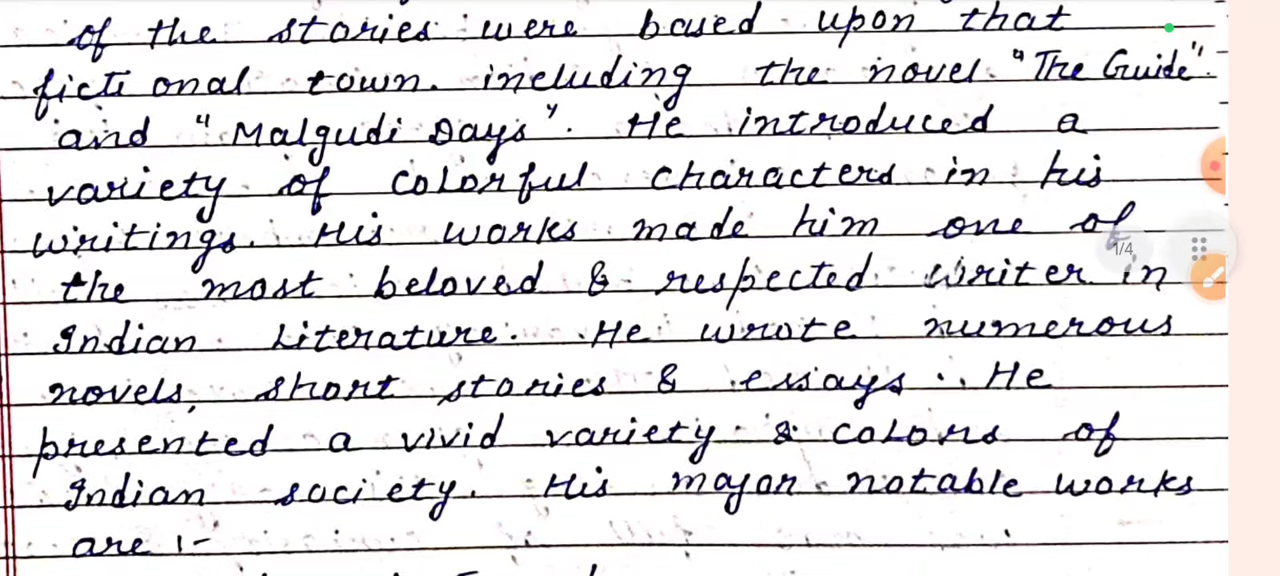 of the stories were based upon that
fictional town. including the novel "The Guide".
and "Malgudi Days". He introduced a
variety of colorful characters in his
writings. His works made him one of
1/4
the most beloved & respected writer in
Indian Literature. He wrote numerous
novels, short stories & essays. He
presented a vivid variety & colors of
Indian society. His major notable works
are :-